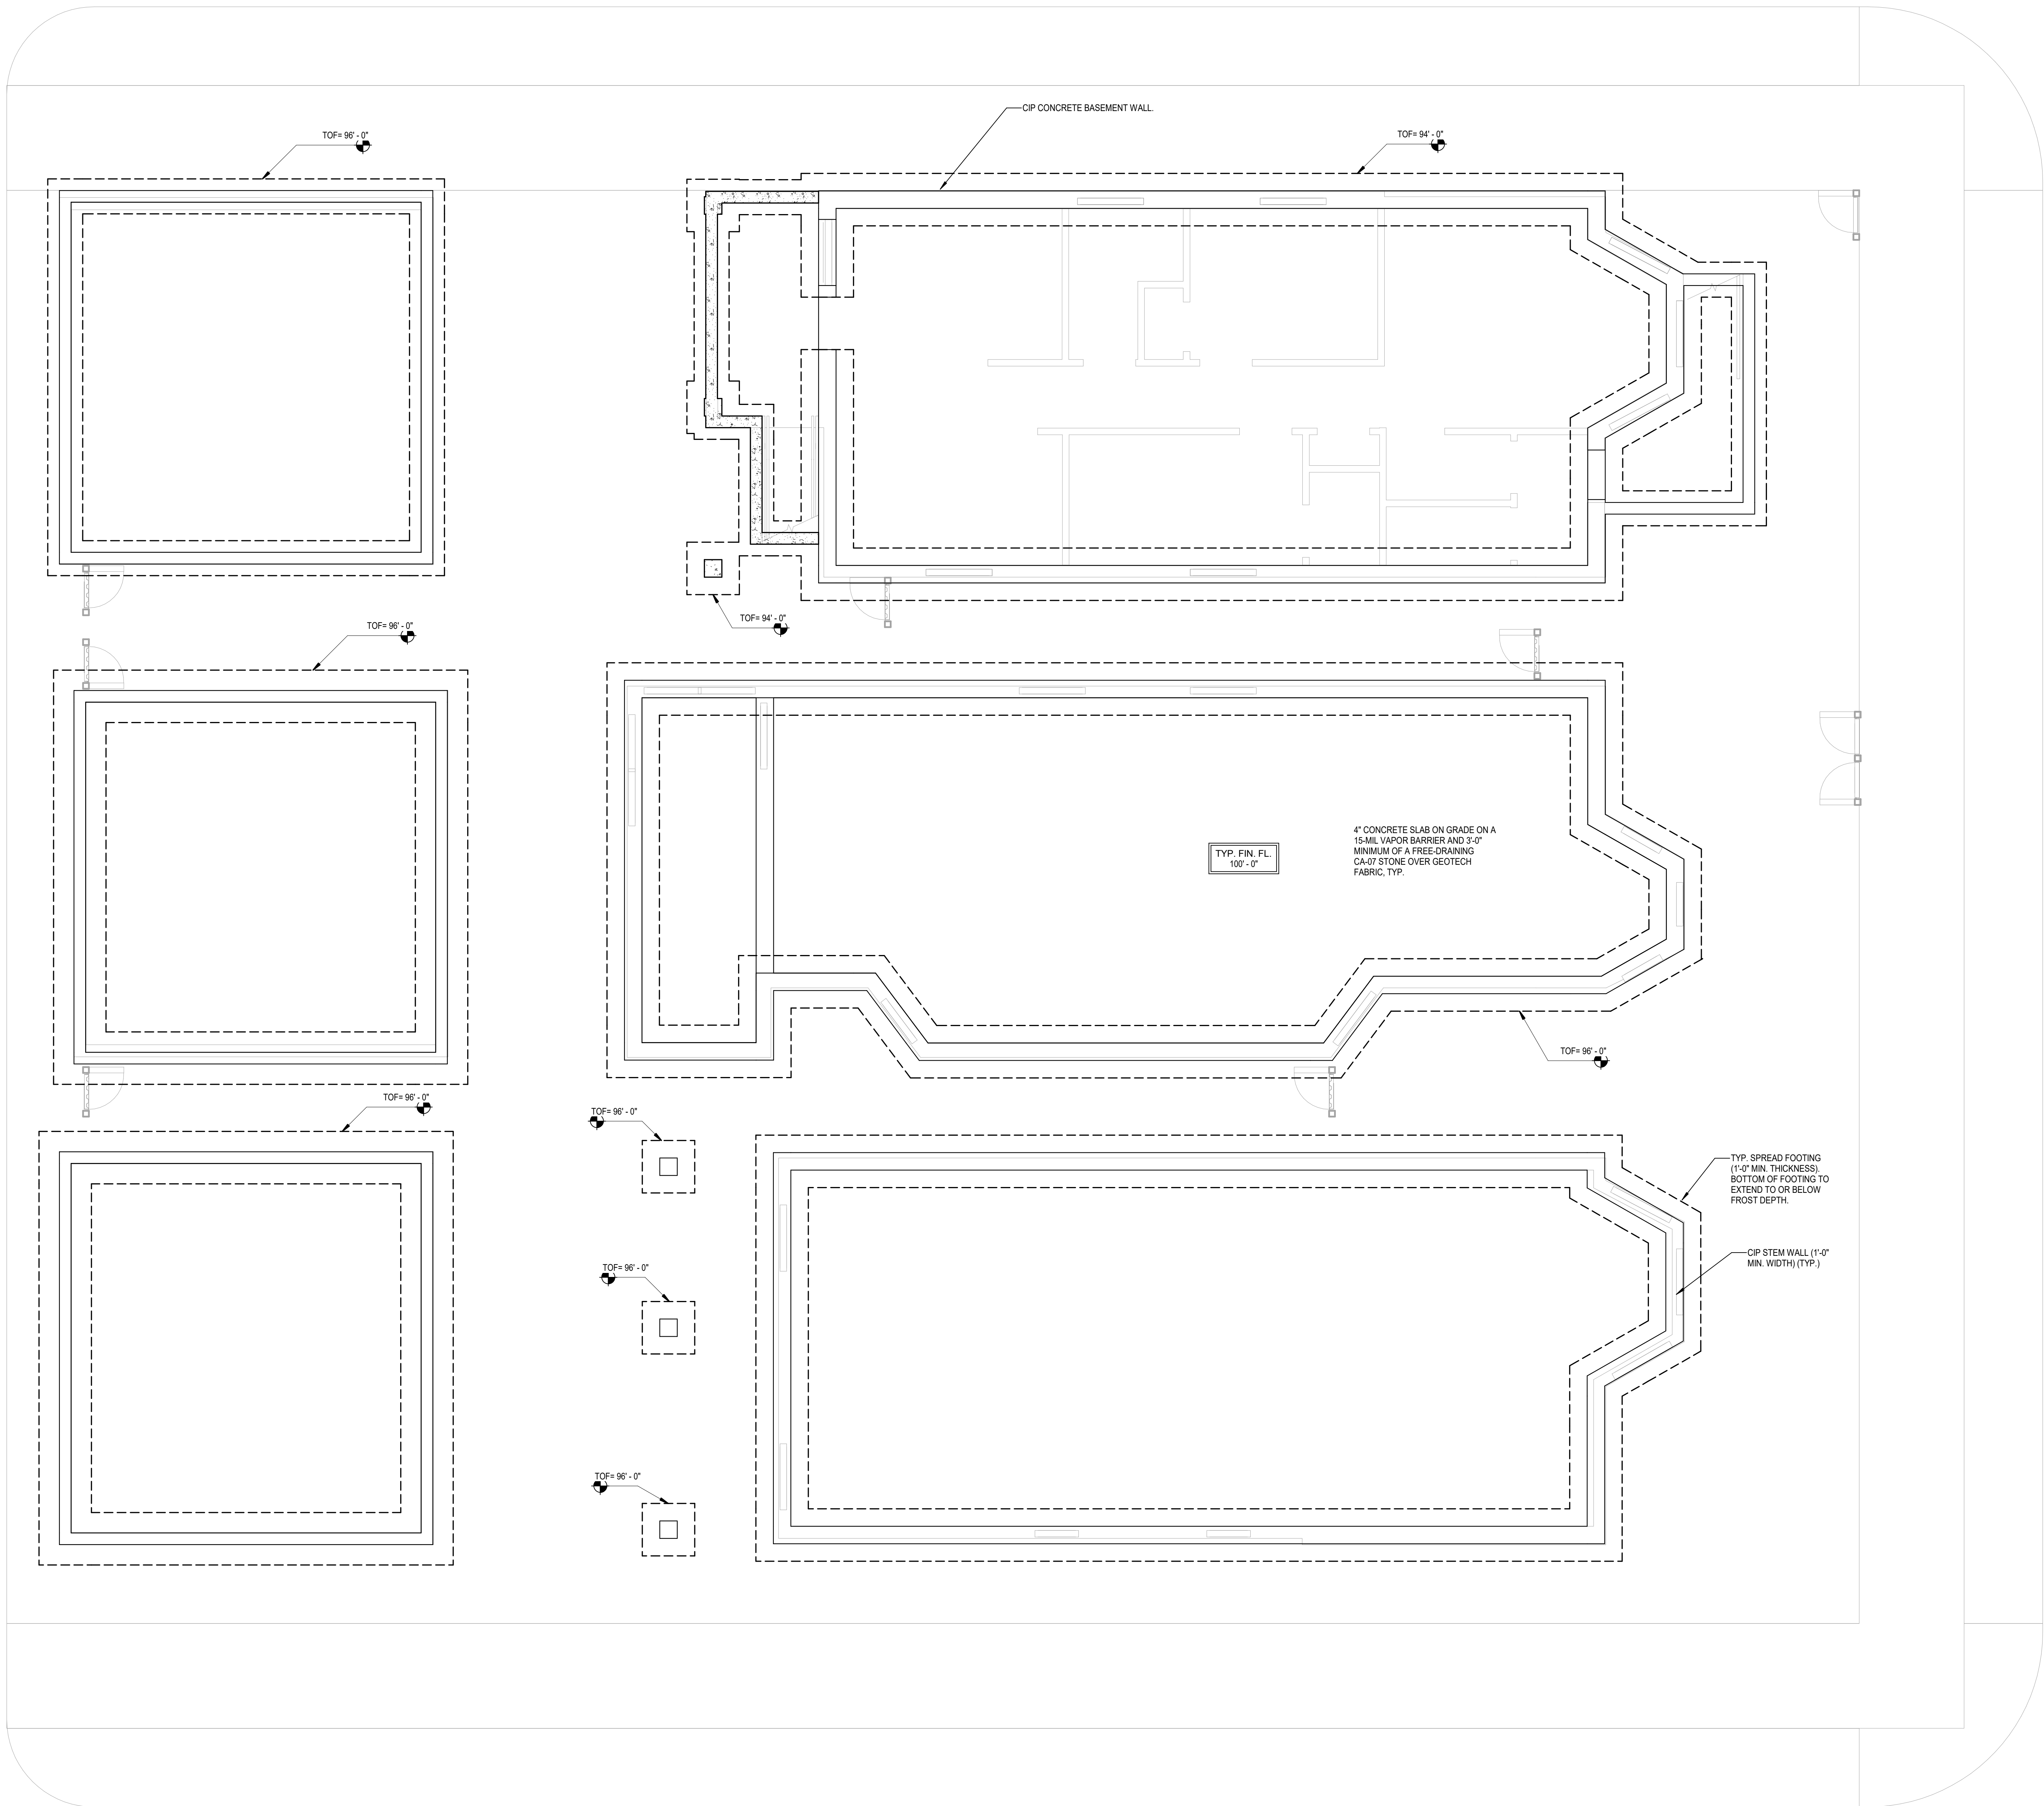 CIP CONCRETE BASEMENT WALL.
TOF= 96' - 0"
TOF= 94' - 0"
TOF= 94' - 0"
TOF= 96' - 0"
4" CONCRETE SLAB ON GRADE ON A
15-MIL VAPOR BARRIER AND 3'-0"
MINIMUM OF A FREE-DRAINING
CA-07 STONE OVER GEOTECH
FABRIC, TYP.
TYP. FIN. FL.
100' - 0"
TOF= 96' - 0"
TOF= 96' - 0"
TOF= 96' - 0"
TYP. SPREAD FOOTING
(1'-0" MIN. THICKNESS).
BOTTOM OF FOOTING TO
EXTEND TO OR BELOW
FROST DEPTH.
CIP STEM WALL (1'-0"
MIN. WIDTH) (TYP.)
TOF= 96' - 0"
TOF= 96' - 0"